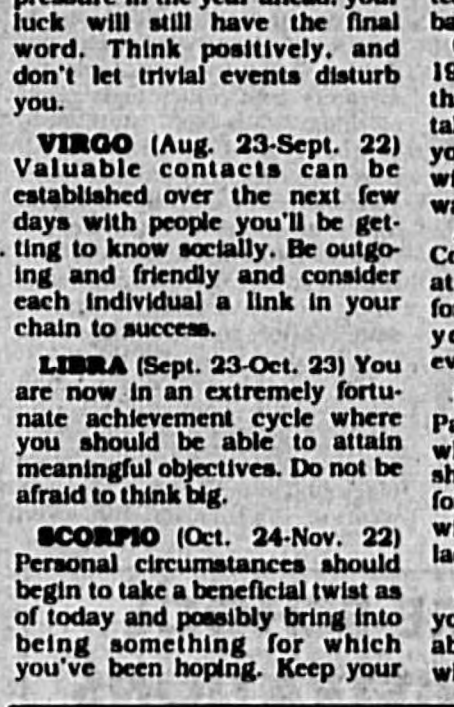 pressure in the year ahead, your
luck will still have the final
word. Think positively, and
don't let trivial events disturb
you.
VIRGO (Aug. 23-Sept. 22)
Valuable contacts can be
established over the next few
days with people you'll be get-
ting to know socially. Be outgo-
ing and friendly and consider
each individual a link in your
chain to success.
LIBRA (Sept. 23-Oct. 23) You
are now in an extremely fortu-
nate achievement cycle where
you should be able to attain
meaningful objectives. Do not be
afraid to think big.
SCORPIO (Oct. 24-Nov. 22)
Personal circumstances should
begin to take a beneficial twist as
of today and possibly bring into
being something for which
you've been hoping. Keep your